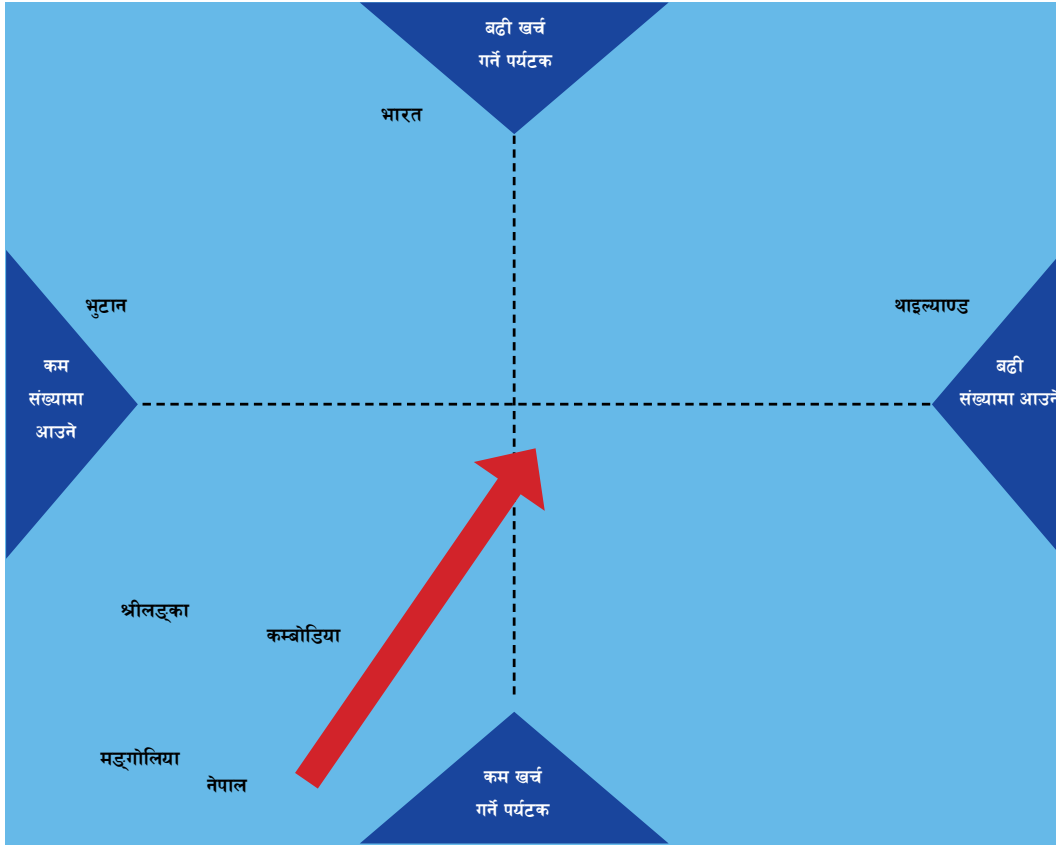 बढी खर्च
गर्ने पर्यटक
भारत
भुटान
थाइल्याण्ड
कम
संख्यामा
आउने
बढी
संख्यामा आउने
श्रीलङ्का
कम्बोडिया
मङ्गोलिया
नेपाल
कम खर्च
गर्ने पर्यटक